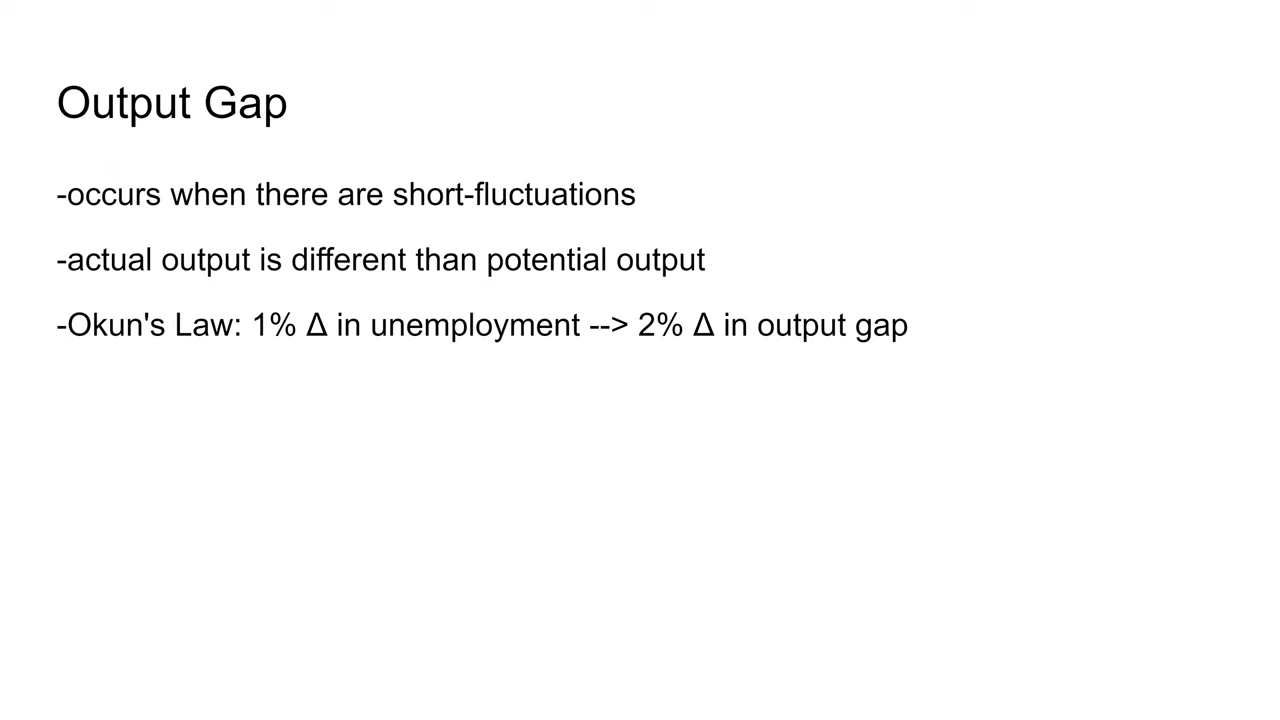 Output Gap
-occurs when there are short-fluctuations
-actual output is different than potential output
-Okun's Law: 1% Δ in unemployment --> 2% Δ in output gap